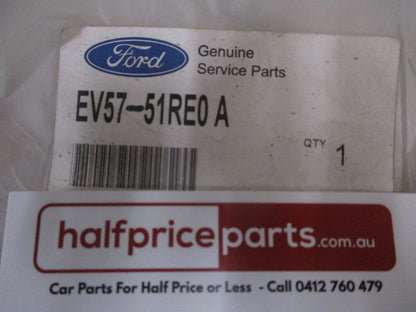 Ford
Genuine
Service Parts
EV57-51RE0 A
QTY 1
halfpriceparts.com.au
Car Parts For Half Price or Less - Call 0412 760 479